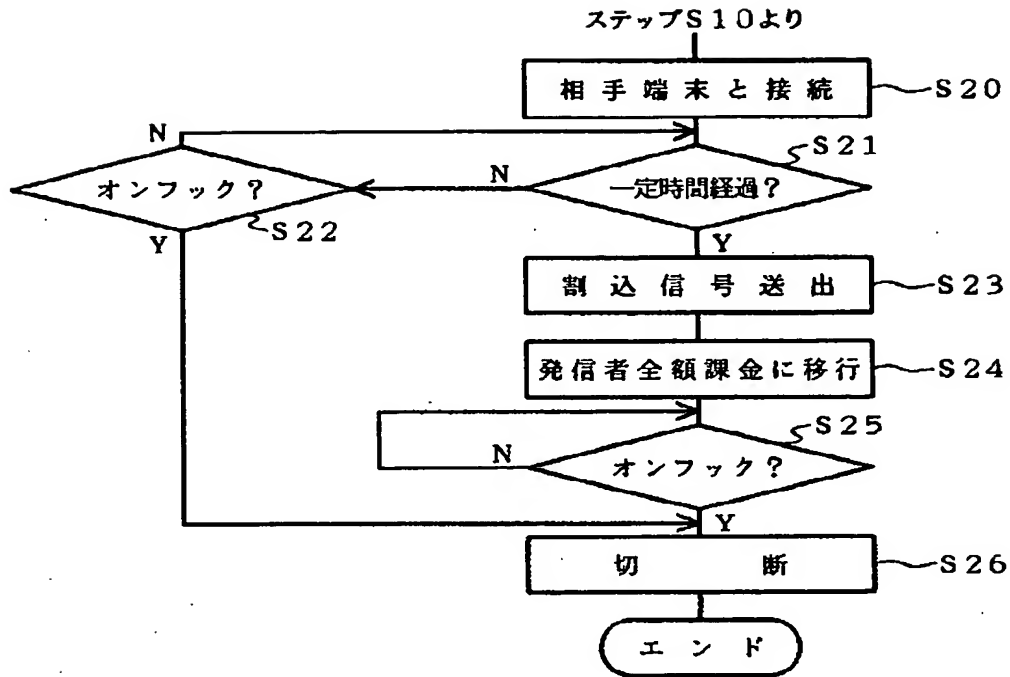 ステップS10より
相手端末と接続
S20
N
S21
オンフック?
N
一定時間経過?
S22
Y
Y
割込信号送出
S23
発信者全額課金に移行
S24
S25
N
オンフック?
Y
切断
S26
エンド